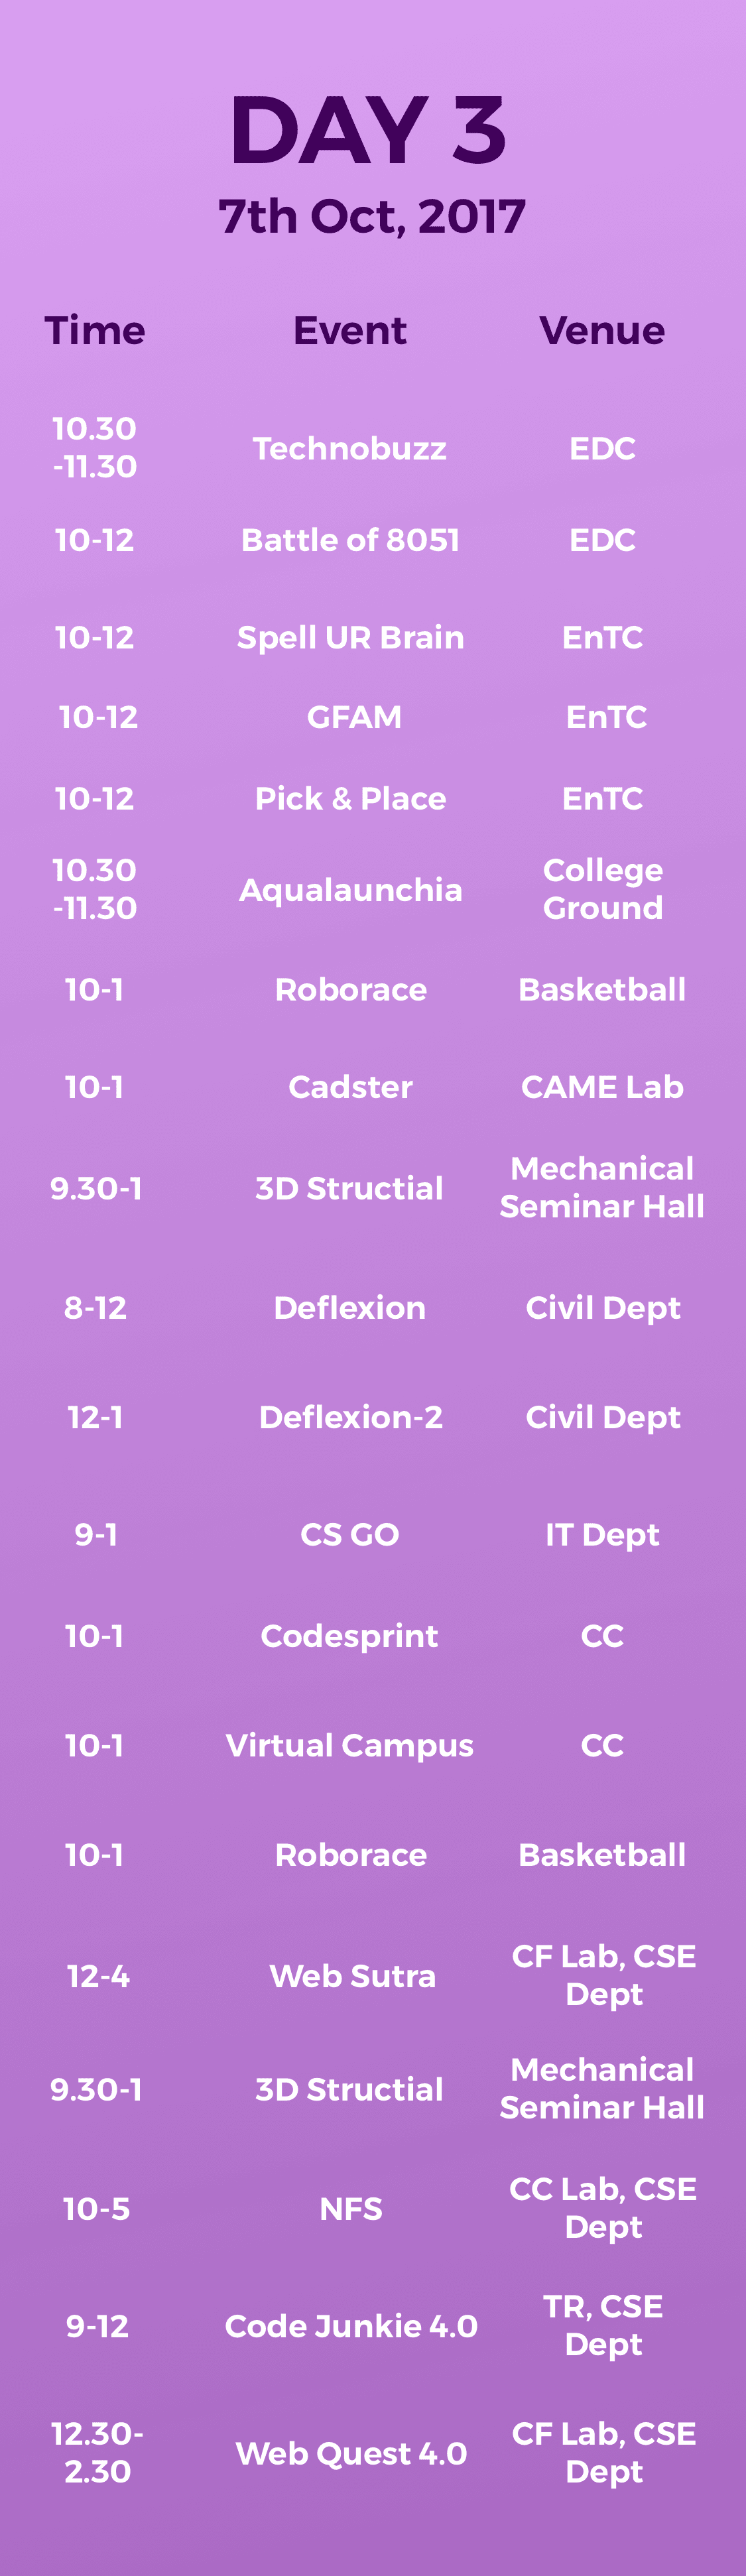 DAY 3
7th Oct, 2017
Time Event Venue
10.30
-11.30 Technobuzz EDC
10-12 Battle of 8051 EDC
10-12 Spell UR Brain EnTC
10-12 GFAM EnTC
10-12 Pick & Place EnTC
10.30
-11.30 Aqualaunchia College
Ground
10-1 Roborace Basketball
10-1 Cadster CAME Lab
9.30-1 3D Structial Mechanical
Seminar Hall
8-12 Deflexion Civil Dept
12-1 Deflexion-2 Civil Dept
9-1 CS GO IT Dept
10-1 Codesprint CC
10-1 Virtual Campus CC
10-1 Roborace Basketball
12-4 Web Sutra CF Lab, CSE
Dept
9.30-1 3D Structial Mechanical
Seminar Hall
10-5 NFS CC Lab, CSE
Dept
9-12 Code Junkie 4.0 TR, CSE
Dept
12.30-
2.30 Web Quest 4.0 CF Lab, CSE
Dept